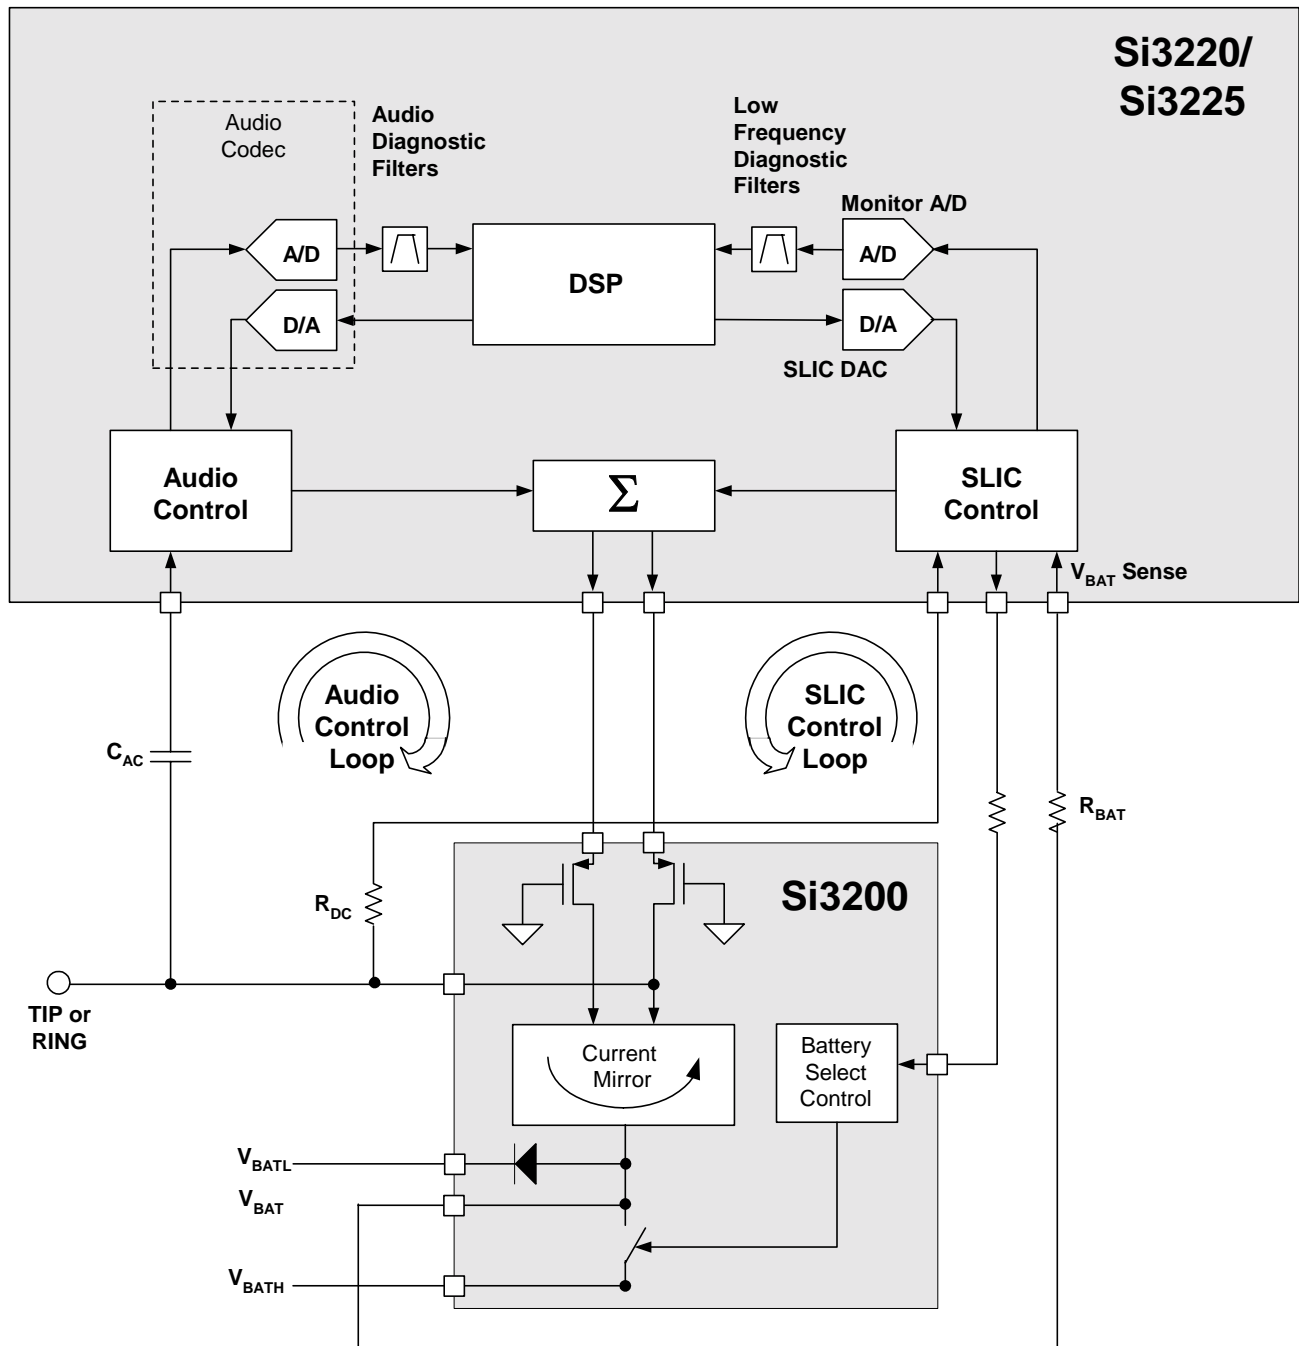 Si3220/
Si3225
Audio
Codec
Audio
Diagnostic
Filters
Low
Frequency
Diagnostic
Filters
Monitor A/D
A/D
DSP
A/D
D/A
D/A
SLIC DAC
Audio
Control
Σ
SLIC
Control
VBAT Sense
Audio
Control
Loop
SLIC
Control
Loop
CAC
RBAT
Si3200
RDC
TIP or
RING
Current
Mirror
Battery
Select
Control
VBATL
VBAT
VBATH